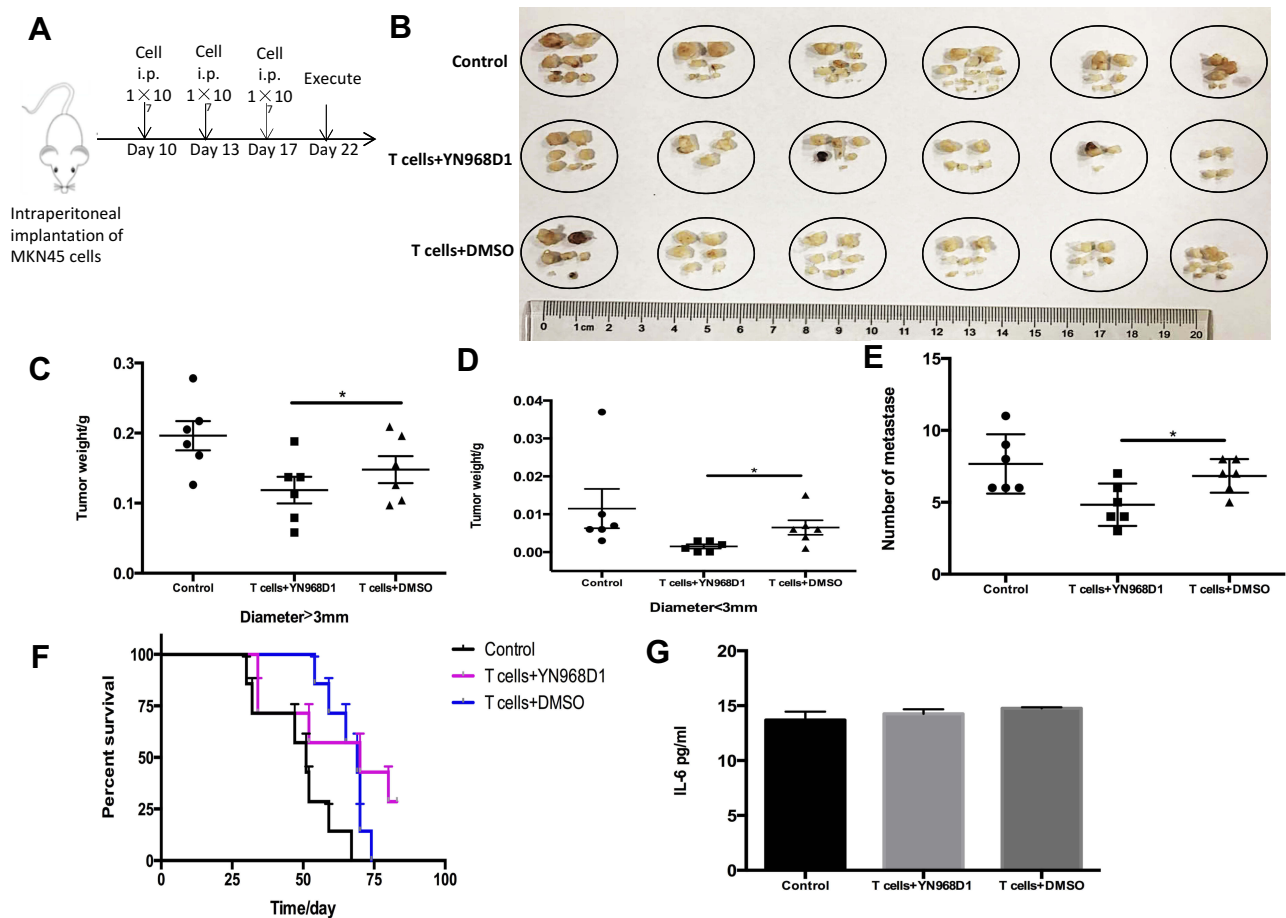 A
Cell Cell Cell
i.p. i.p. i.p. Execute
1×10 1×10 1×10
7 7 7
Day 10 Day 13 Day 17 Day 22
Intraperitoneal
implantation of
MKN45 cells
B
Control
T cells+YN968D1
T cells+DMSO
0 1cm 2 3 4 5 6 7 8 9 10 11 12 13 14 15 16 17 18 19 20
C
Tumor weight/g
0.3
0.2
0.1
0.0
*
Control T cells+YN968D1 T cells+DMSO
Diameter>3mm
D
Tumor weight/g
0.04
0.03
0.02
0.01
0.00
*
Control T cells+YN968D1 T cells+DMSO
Diameter<3mm
E
Number of metastase
15
10
5
0
*
Control T cells+YN968D1 T cells+DMSO
F
Percent survival
100
75
50
25
0
0 25 50 75 100
Time/day
Control
T cells+YN968D1
T cells+DMSO
G
IL-6 pg/ml
20
15
10
5
0
Control T cells+YN968D1 T cells+DMSO